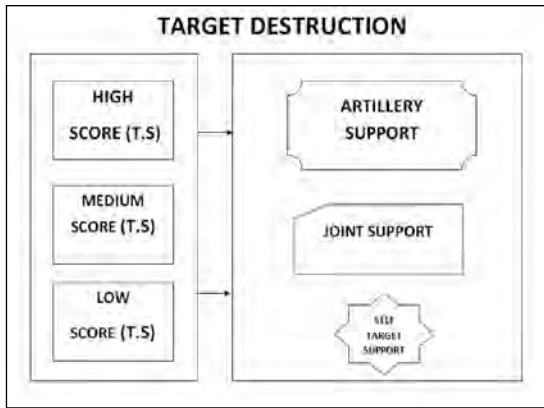 TARGET DESTRUCTION
HIGH
SCORE (T.S)
MEDIUM
SCORE (T.S)
LOW
SCORE (T.S)
ARTILLERY
SUPPORT
JOINT SUPPORT
SELF
TARGET
SUPPORT